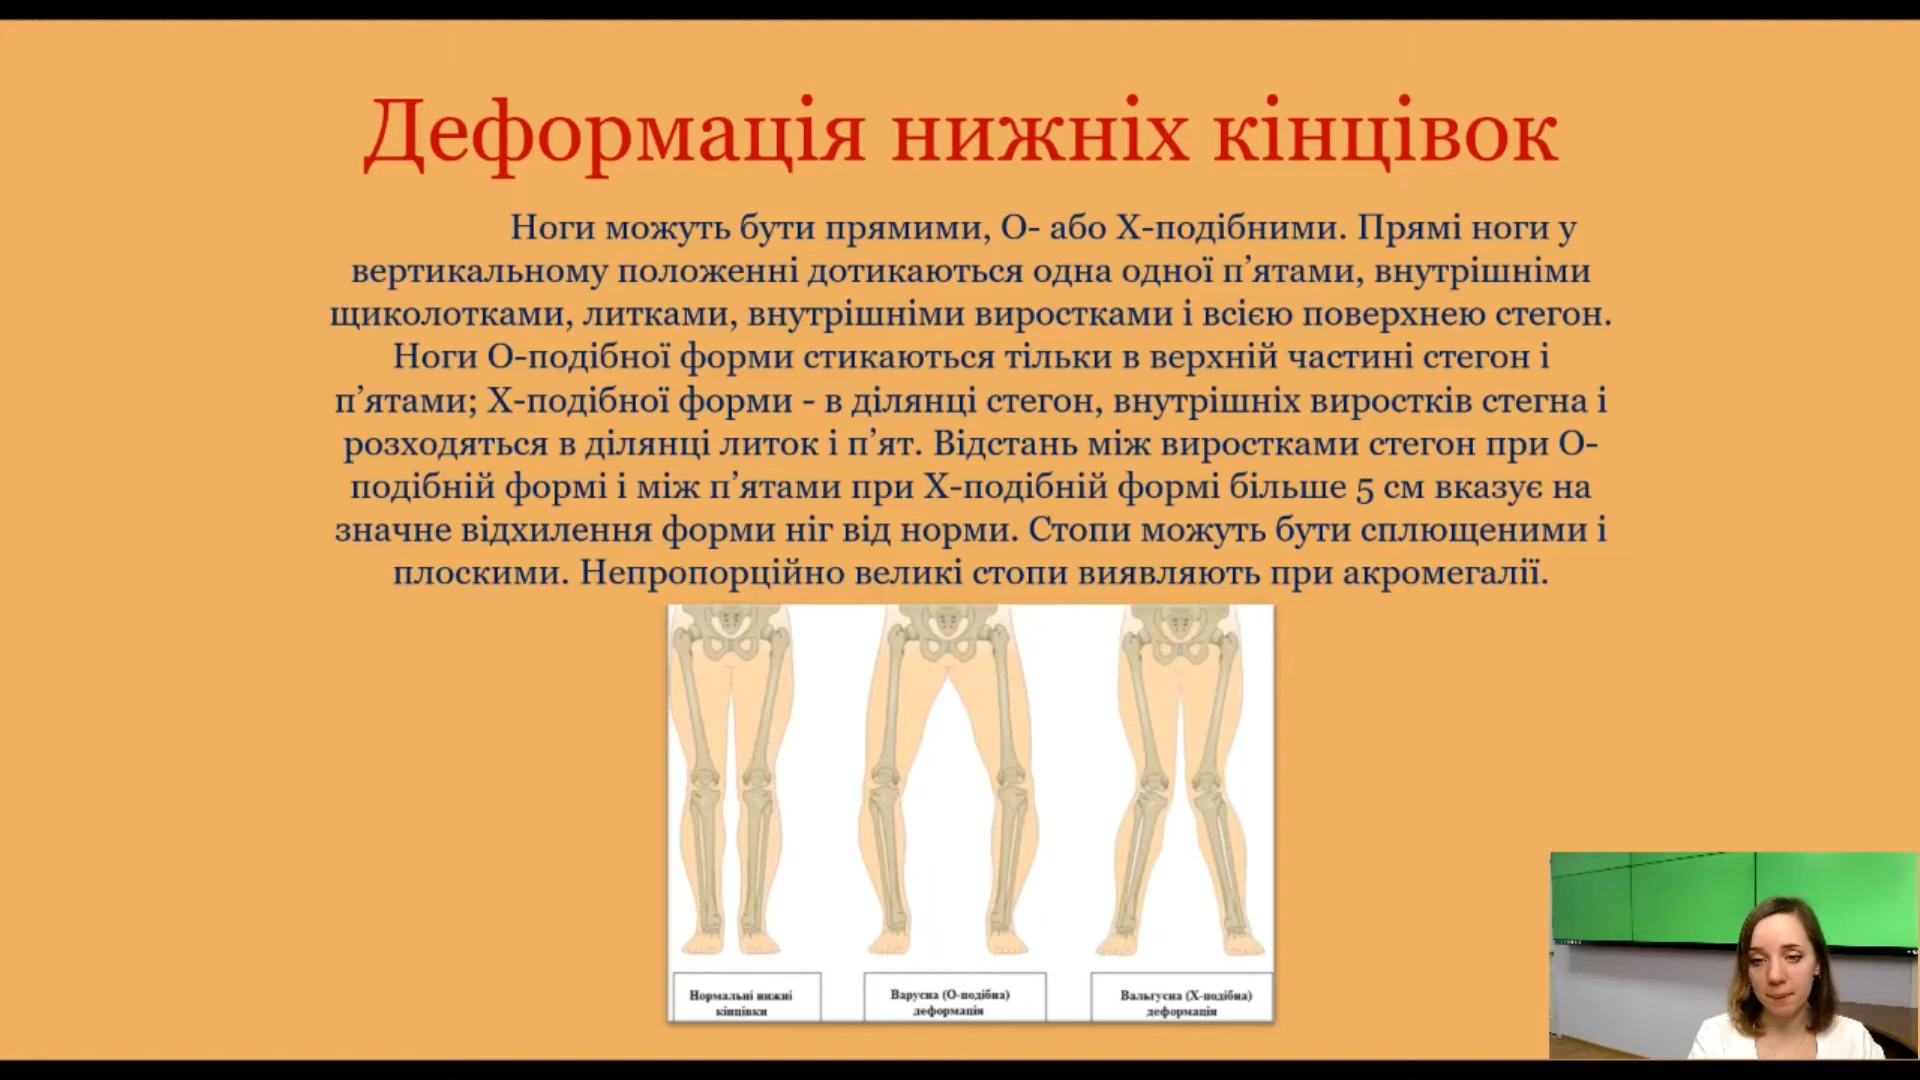 Деформація нижніх кінцівок
Ноги можуть бути прямими, О- або Х-подібними. Прямі ноги у
вертикальному положенні дотикаються одна одної п’ятами, внутрішніми
щиколотками, литками, внутрішніми виростками і всією поверхнею стегон.
Ноги О-подібної форми стикаються тільки в верхній частині стегон і
п’ятами; Х-подібної форми - в ділянці стегон, внутрішніх виростків стегна і
розходяться в ділянці литок і п’ят. Відстань між виростками стегон при О-
подібній формі і між п’ятами при Х-подібній формі більше 5 см вказує на
значне відхилення форми ніг від норми. Стопи можуть бути сплющеними і
плоскими. Непропорційно великі стопи виявляють при акромегалії.
Нормальні нижні
кінцівки
Варусна (О-подібна)
деформація
Вальгусна (Х-подібна)
деформація